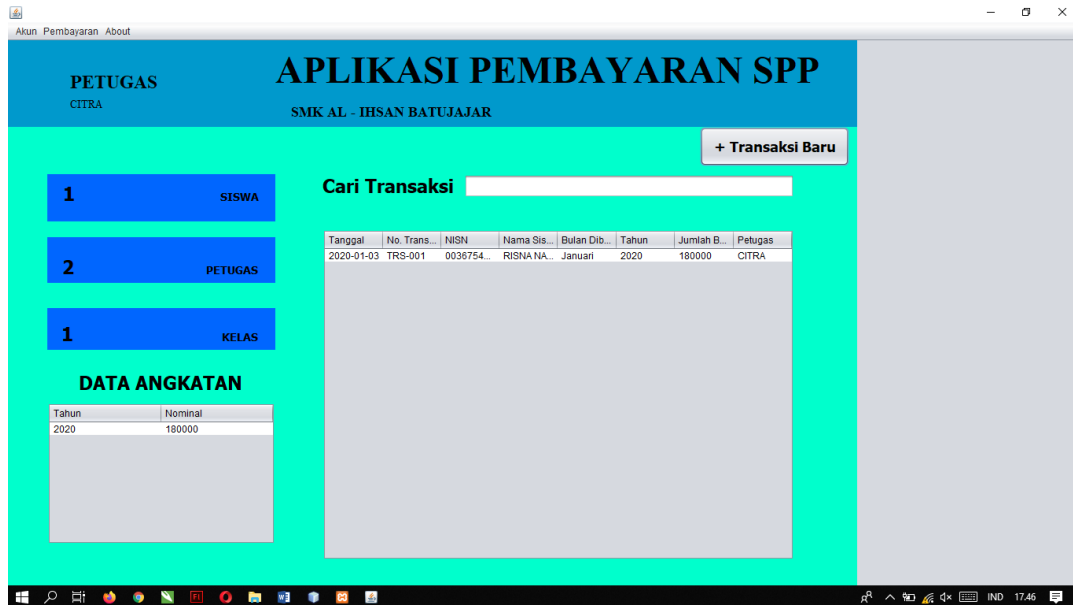 Akun Pembayaran About
PETUGAS
CITRA
APLIKASI PEMBAYARAN SPP
SMK AL - IHSAN BATUJAJAR
+ Transaksi Baru
1 SISWA
2 PETUGAS
1 KELAS
DATA ANGKATAN
Tahun Nominal
2020 180000
Cari Transaksi
Tanggal No. Trans... NISN Nama Sis... Bulan Dib... Tahun Jumlah B... Petugas
2020-01-03 TRS-001 0036754... RISNA NA... Januari 2020 180000 CITRA
IND 17.46